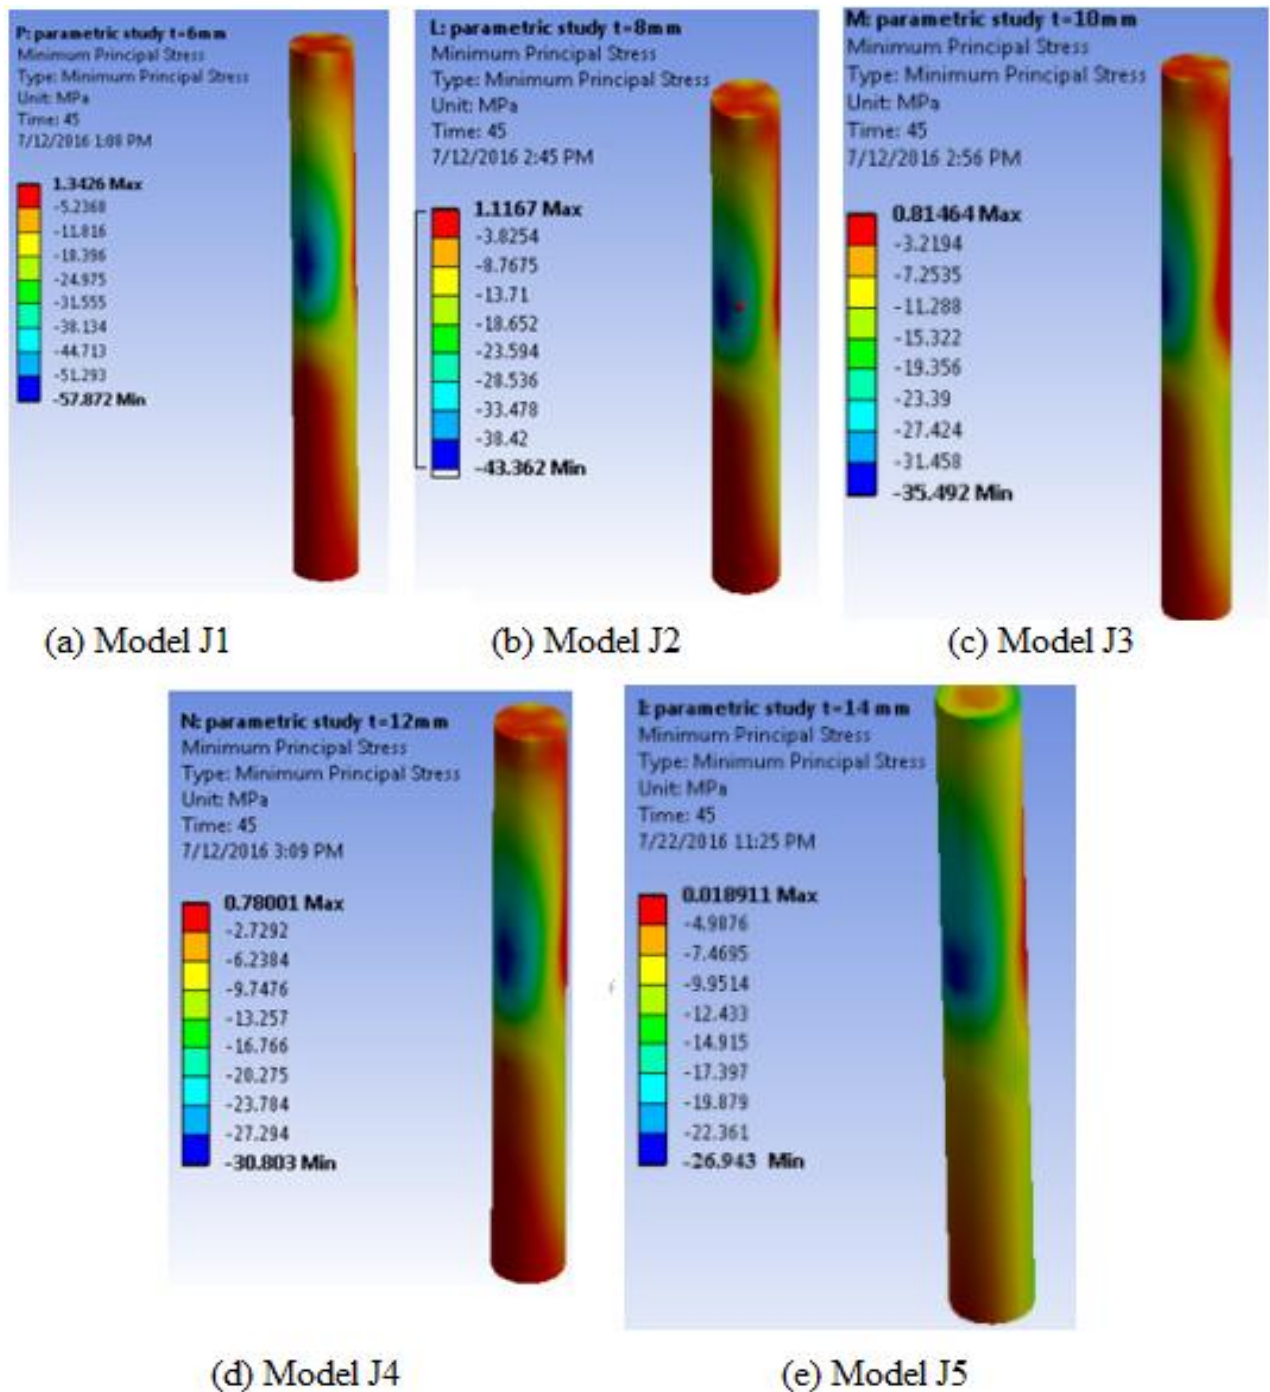 P: parametric study t=6mm
Minimum Principal Stress
Type: Minimum Principal Stress
Unit: MPa
Time: 45
7/12/2016 1:08 PM
1.3426 Max
-5.2368
-11.816
-18.396
-24.975
-31.555
-38.134
-44.713
-51.293
-57.872 Min
L: parametric study t=8mm
Minimum Principal Stress
Type: Minimum Principal Stress
Unit: MPa
Time: 45
7/12/2016 2:45 PM
1.1167 Max
-3.8254
-8.7675
-13.71
-18.652
-23.594
-28.536
-33.478
-38.42
-43.362 Min
M: parametric study t=10mm
Minimum Principal Stress
Type: Minimum Principal Stress
Unit: MPa
Time: 45
7/12/2016 2:56 PM
0.81464 Max
-3.2194
-7.2535
-11.288
-15.322
-19.356
-23.39
-27.424
-31.458
-35.492 Min
(a) Model J1
(b) Model J2
(c) Model J3
N: parametric study t=12mm
Minimum Principal Stress
Type: Minimum Principal Stress
Unit: MPa
Time: 45
7/12/2016 3:09 PM
0.78001 Max
-2.7292
-6.2384
-9.7476
-13.257
-16.766
-20.275
-23.784
-27.294
-30.803 Min
I: parametric study t=14 mm
Minimum Principal Stress
Type: Minimum Principal Stress
Unit: MPa
Time: 45
7/22/2016 11:25 PM
0.018911 Max
-4.9876
-7.4695
-9.9514
-12.433
-14.915
-17.397
-19.879
-22.361
-26.943 Min
(d) Model J4
(e) Model J5